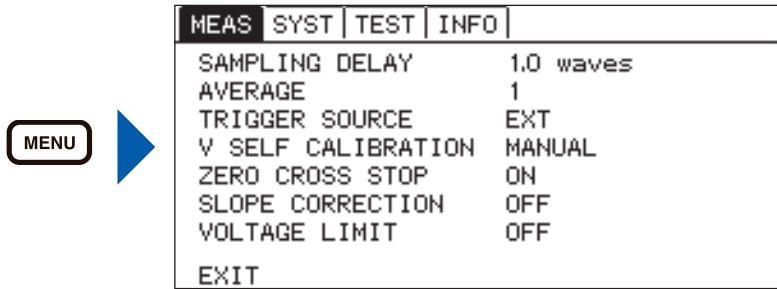 MENU
MEAS SYST TEST INFO
SAMPLING DELAY 1.0 waves
AVERAGE 1
TRIGGER SOURCE EXT
V SELF CALIBRATION MANUAL
ZERO CROSS STOP ON
SLOPE CORRECTION OFF
VOLTAGE LIMIT OFF
EXIT